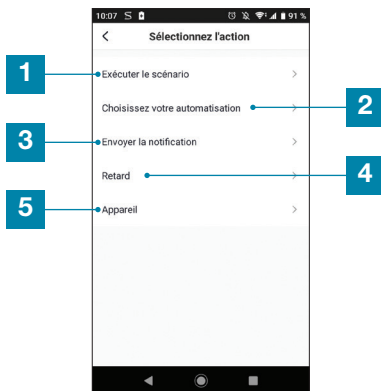 10:07 S 91 %
Sélectionnez l'action
1
Exécuter le scénario
Choisissez votre automatisation
2
3
Envoyer la notification
Retard
4
5
Appareil